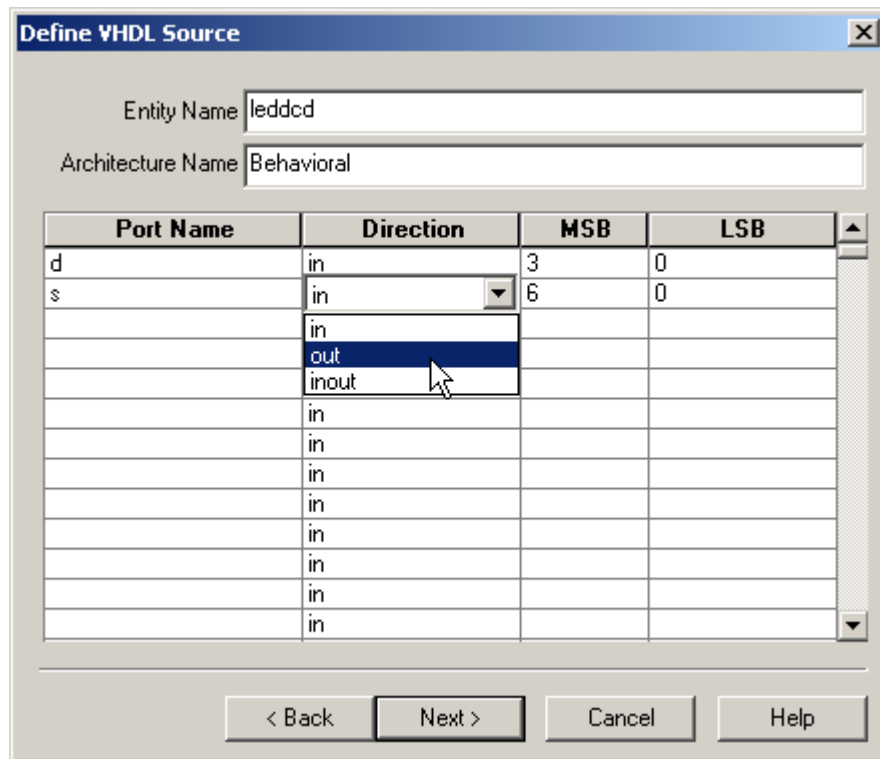 Define VHDL Source
Entity Name leddcd
Architecture Name Behavioral
Port Name Direction MSB LSB
d in 3 0
s in 6 0
in
out
inout
in
in
in
in
in
in
in
in
< Back Next > Cancel Help